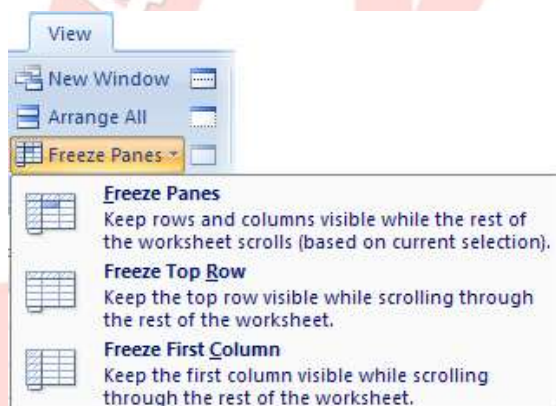 View
New Window
Arrange All
Freeze Panes
Freeze Panes
Keep rows and columns visible while the rest of
the worksheet scrolls (based on current selection).
Freeze Top Row
Keep the top row visible while scrolling through
the rest of the worksheet.
Freeze First Column
Keep the first column visible while scrolling
through the rest of the worksheet.